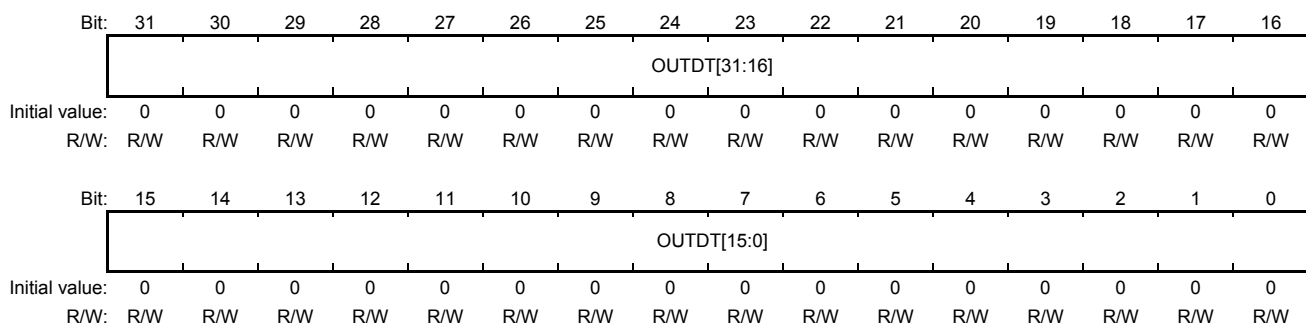 Bit: 31 30 29 28 27 26 25 24 23 22 21 20 19 18 17 16
OUTDT[31:16]
Initial value: 0 0 0 0 0 0 0 0 0 0 0 0 0 0 0 0
R/W: R/W R/W R/W R/W R/W R/W R/W R/W R/W R/W R/W R/W R/W R/W R/W R/W
Bit: 15 14 13 12 11 10 9 8 7 6 5 4 3 2 1 0
OUTDT[15:0]
Initial value: 0 0 0 0 0 0 0 0 0 0 0 0 0 0 0 0
R/W: R/W R/W R/W R/W R/W R/W R/W R/W R/W R/W R/W R/W R/W R/W R/W R/W